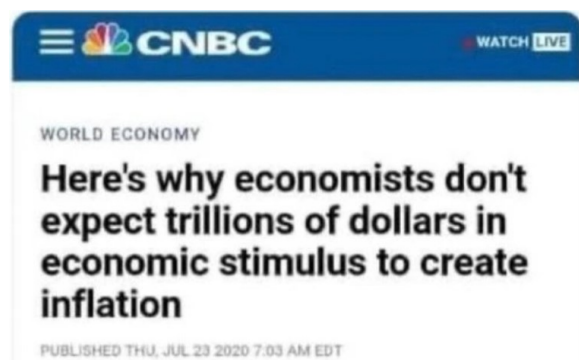 CNBC
WATCH LIVE
WORLD ECONOMY
Here's why economists don't
expect trillions of dollars in
economic stimulus to create
inflation
PUBLISHED THU, JUL 23 2020 7:03 AM EDT